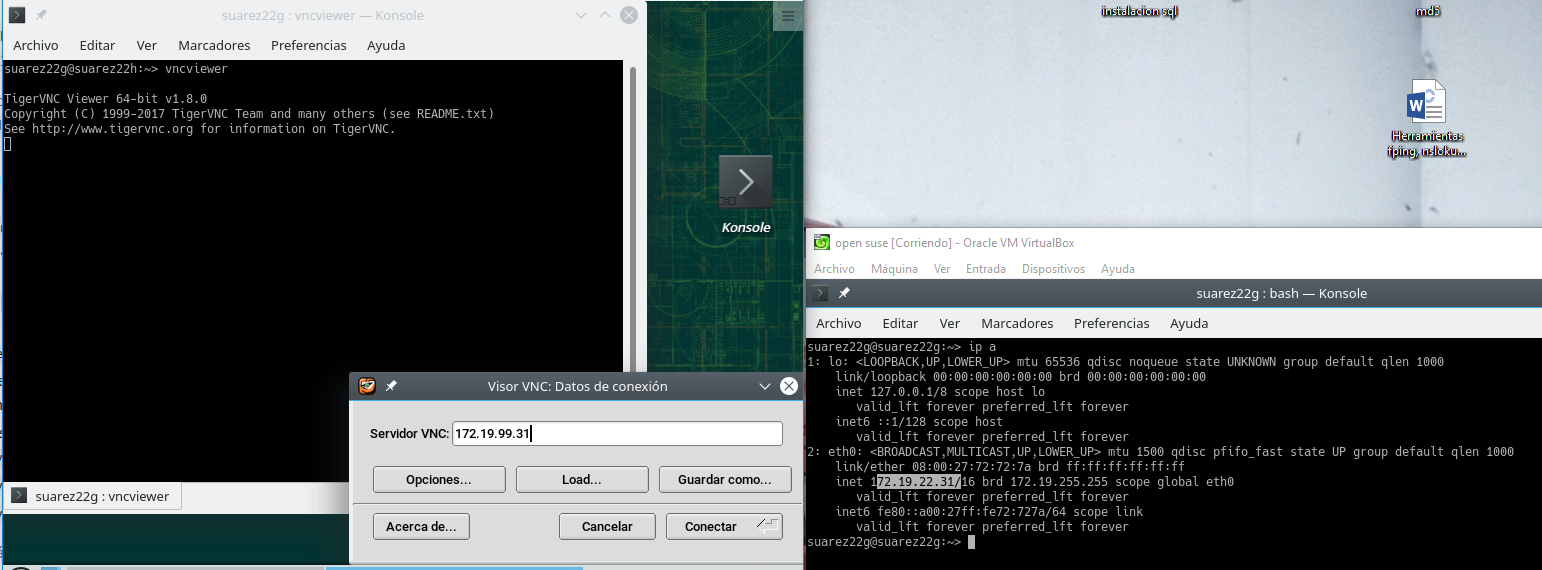 suarez22g : vncviewer — Konsole
Archivo Editar Ver Marcadores Preferencias Ayuda
suarez22g@suarez22h:~> vncviewer
TigerVNC Viewer 64-bit v1.8.0
Copyright (C) 1999-2017 TigerVNC Team and many others (see README.txt)
See http://www.tigervnc.org for information on TigerVNC.
Konsole
Visor VNC: Datos de conexión
Servidor VNC: 172.19.99.31
Opciones... Load... Guardar como...
Acerca de... Cancelar Conectar
suarez22g : vncviewer
instalacion sql
md5
Herramientas
fping, nsloku...
open suse [Corriendo] - Oracle VM VirtualBox
Archivo Máquina Ver Entrada Dispositivos Ayuda
suarez22g : bash — Konsole
Archivo Editar Ver Marcadores Preferencias Ayuda
suarez22g@suarez22g:~> ip a
1: lo: <LOOPBACK,UP,LOWER_UP> mtu 65536 qdisc noqueue state UNKNOWN group default qlen 1000
link/loopback 00:00:00:00:00:00 brd 00:00:00:00:00:00
inet 127.0.0.1/8 scope host lo
valid_lft forever preferred_lft forever
inet6 ::1/128 scope host
valid_lft forever preferred_lft forever
2: eth0: <BROADCAST,MULTICAST,UP,LOWER_UP> mtu 1500 qdisc pfifo_fast state UP group default qlen 1000
link/ether 08:00:27:72:72:7a brd ff:ff:ff:ff:ff:ff
inet 172.19.22.31/16 brd 172.19.255.255 scope global eth0
valid_lft forever preferred_lft forever
inet6 fe80::a00:27ff:fe72:727a/64 scope link
valid_lft forever preferred_lft forever
suarez22g@suarez22g:~>